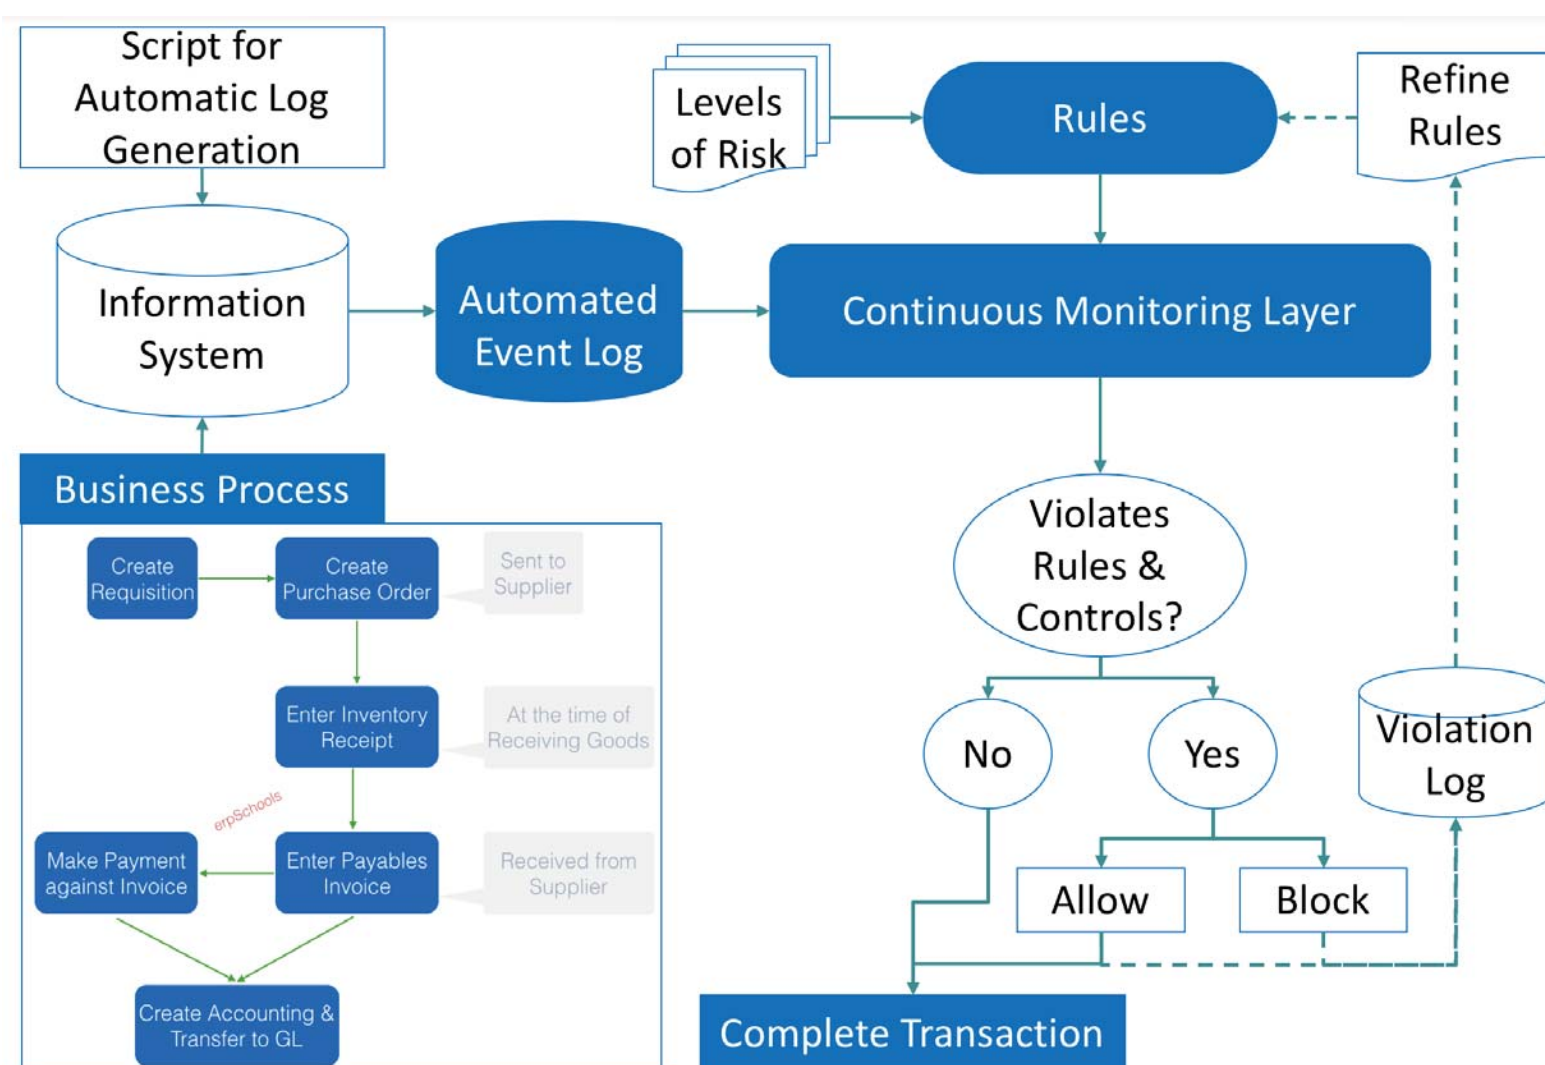 Script for
Automatic Log
Generation
Levels
of Risk
Rules
Refine
Rules
Information
System
Automated
Event Log
Continuous Monitoring Layer
Business Process
Create
Requisition
Create
Purchase Order
Sent to
Supplier
Enter Inventory
Receipt
At the time of
Receiving Goods
erpSchools
Make Payment
against Invoice
Enter Payables
Invoice
Received from
Supplier
Create Accounting &
Transfer to GL
Violates
Rules &
Controls?
No
Yes
Violation
Log
Allow
Block
Complete Transaction